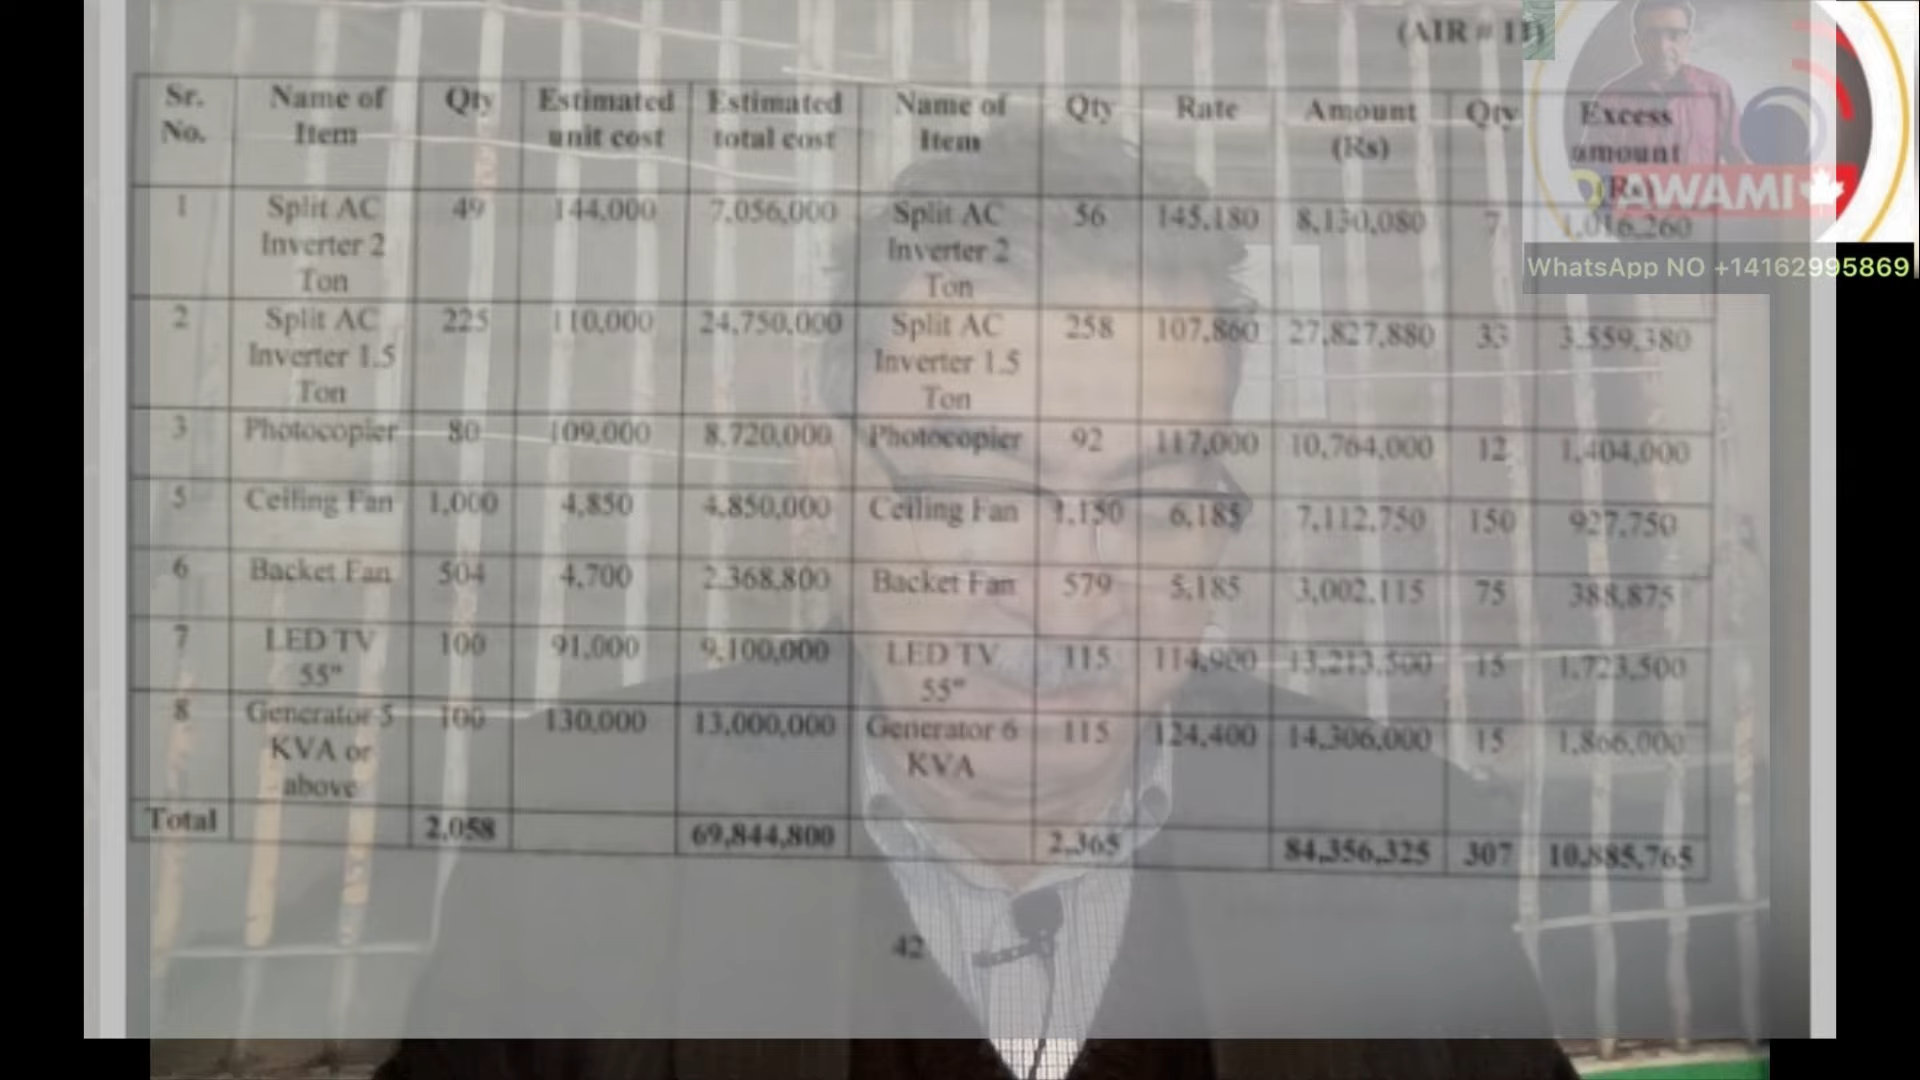 (AIR # 11)
Sr. No. Name of Item Qty Estimated unit cost Estimated total cost Name of Item Qty Rate Amount (Rs) Qty Excess amount (Rs)
1 Split AC Inverter 2 Ton 49 144,000 7,056,000 Split AC Inverter 2 Ton 56 145,180 8,130,080 7 1,016,260
2 Split AC Inverter 1.5 Ton 225 110,000 24,750,000 Split AC Inverter 1.5 Ton 258 107,860 27,827,880 33 3,559,380
3 Photocopier 80 109,000 8,720,000 Photocopier 92 117,000 10,764,000 12 1,404,000
5 Ceiling Fan 1,000 4,850 4,850,000 Ceiling Fan 1,150 6,185 7,112,750 150 927,750
6 Backet Fan 504 4,700 2,368,800 Backet Fan 579 5,185 3,002,115 75 388,875
7 LED TV 55" 100 91,000 9,100,000 LED TV 55" 115 114,900 13,213,500 15 1,723,500
8 Generator 5 KVA or above 100 130,000 13,000,000 Generator 6 KVA 115 124,400 14,306,000 15 1,866,000
Total 2,058 69,844,800 2,365 84,356,325 307 10,885,765
42
AWAMI
WhatsApp NO +14162995869